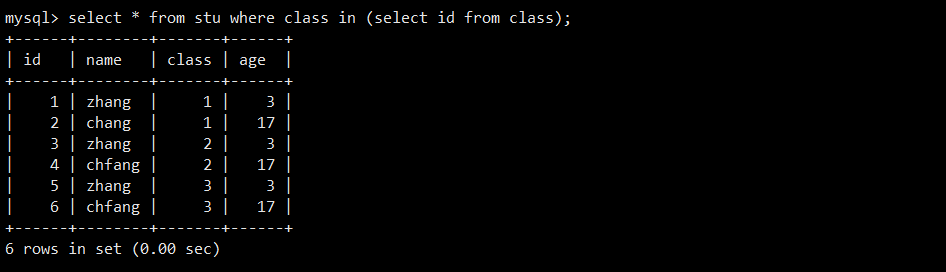 mysql> select * from stu where class in (select id from class);
+------+--------+-------+------+
| id   | name   | class | age  |
+------+--------+-------+------+
|    1 | zhang  |     1 |    3 |
|    2 | chang  |     1 |   17 |
|    3 | zhang  |     2 |    3 |
|    4 | chfang |     2 |   17 |
|    5 | zhang  |     3 |    3 |
|    6 | chfang |     3 |   17 |
+------+--------+-------+------+
6 rows in set (0.00 sec)